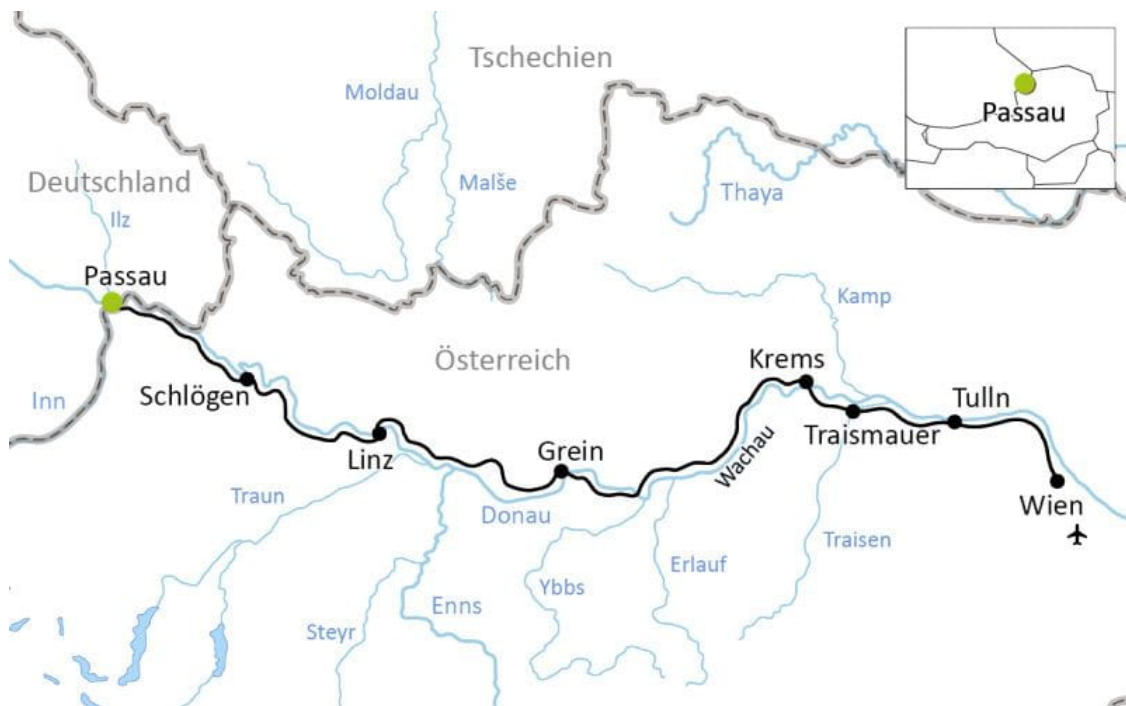 Tschechien
Moldau
Passau
Deutschland
Malše
Thaya
Ilz
Passau
Kamp
Österreich
Krems
Inn
Schlögen
Tulln
Traismauer
Linz
Grein
Wachau
Traun
Donau
Wien
Traisen
Erlauf
Ybbs
Enns
Steyr